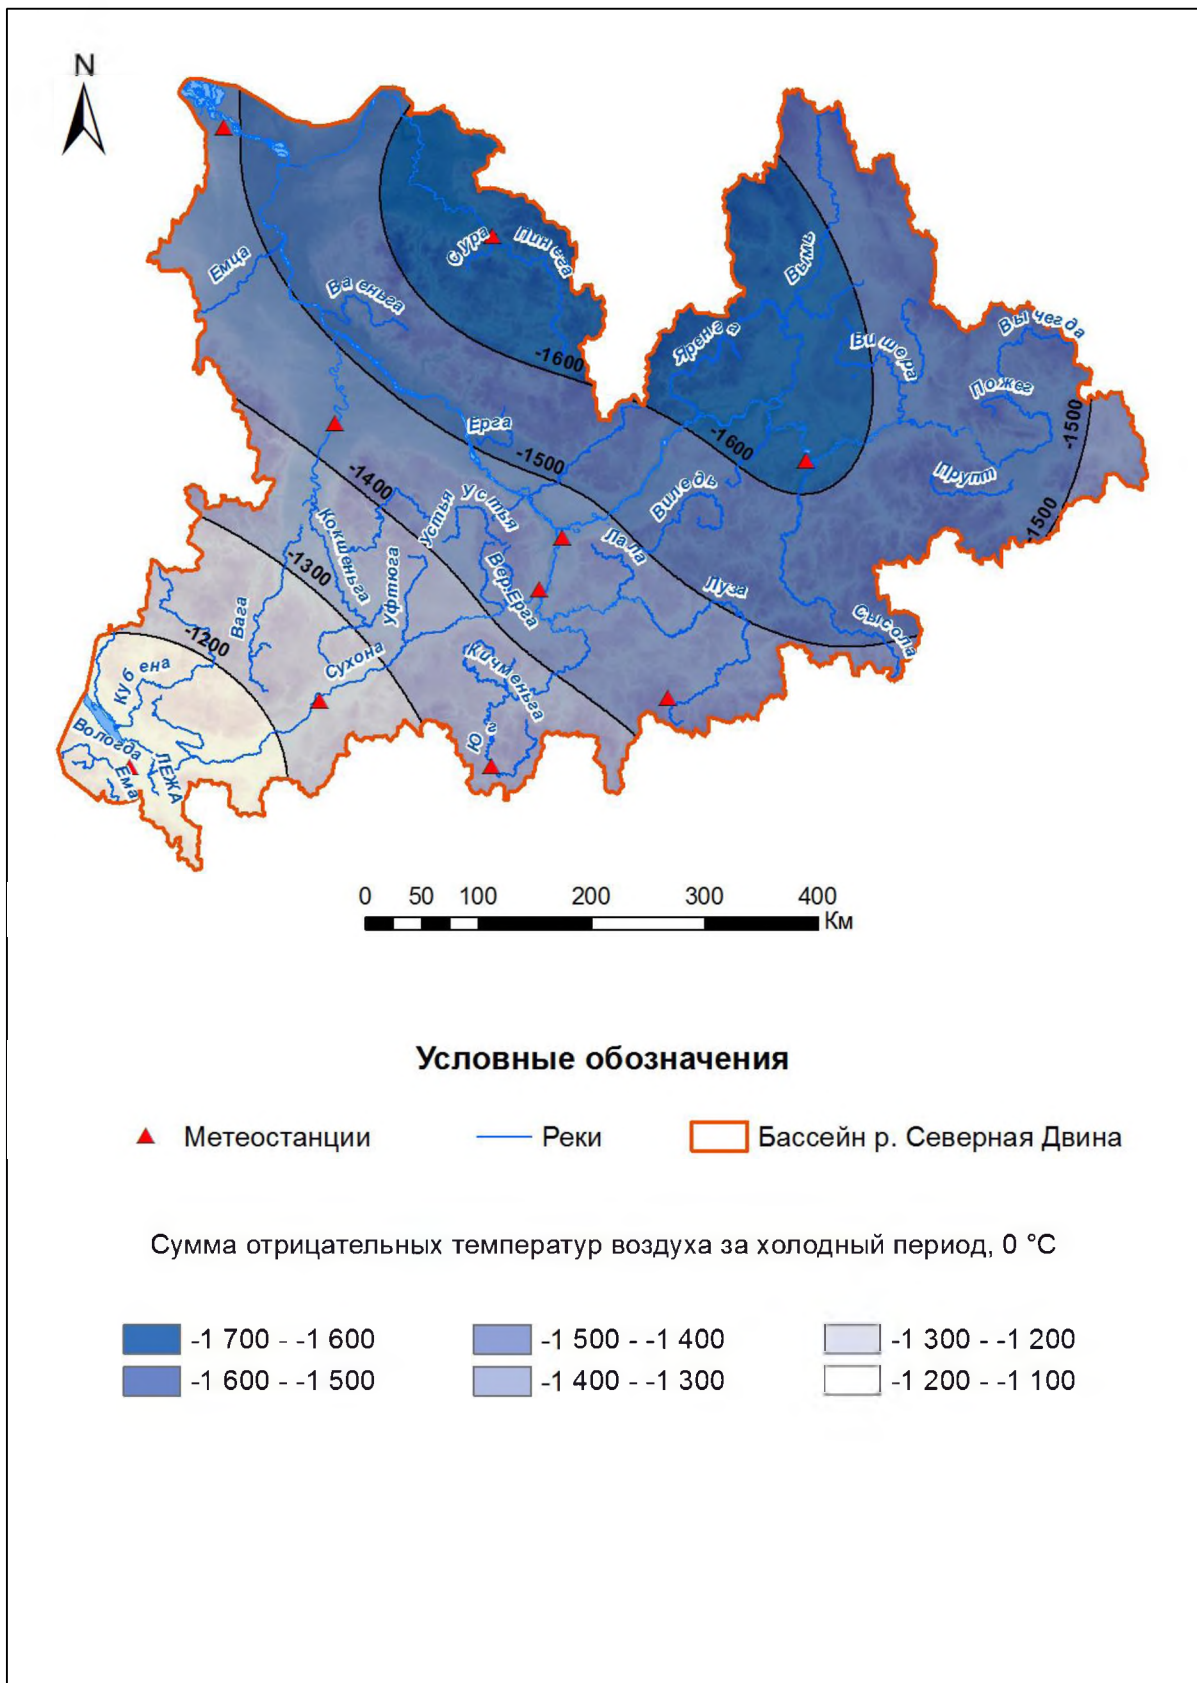 N
Емца
Ваеньга
Сура
Пинега
Вымь
Яренга
Вишера
Вычегда
Пожег
-1600
-1600
-1500
-1500
Ерга
-1500
-1400
Виледь
Прупт
Кокшеньга
Устья
Устья
Уфтюга
Вер.Ерга
Лала
Луза
Сысола
-1300
Вага
-1200
Кубена
Сухона
Кичменьга
Юг
Вологда
Ема
ЛЕЖА
0 50 100 200 300 400
Км
Условные обозначения
Метеостанции Реки Бассейн р. Северная Двина
Сумма отрицательных температур воздуха за холодный период, 0 °C
-1 700 - -1 600 -1 500 - -1 400 -1 300 - -1 200
-1 600 - -1 500 -1 400 - -1 300 -1 200 - -1 100